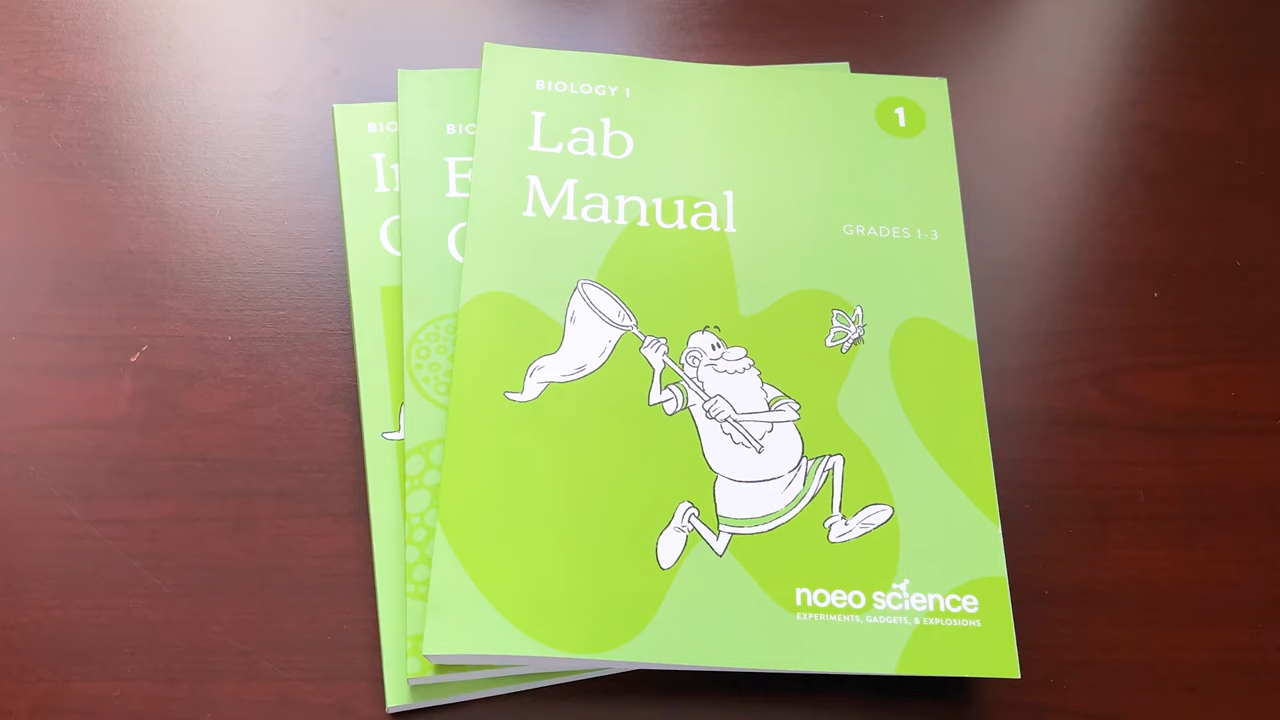 BIOLOGY 1
Lab
Manual
1
GRADES 1-3
noeo science
EXPERIMENTS, GADGETS, & EXPLOSIONS